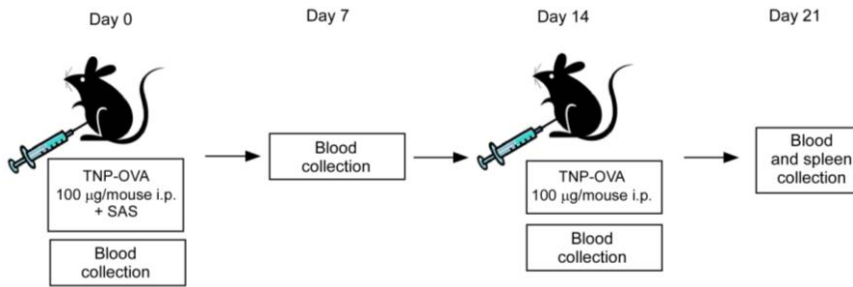 Day 0
Day 7
Day 14
Day 21
TNP-OVA
100 μg/mouse i.p.
+ SAS
Blood
collection
Blood
collection
TNP-OVA
100 μg/mouse i.p.
Blood
collection
Blood
and spleen
collection